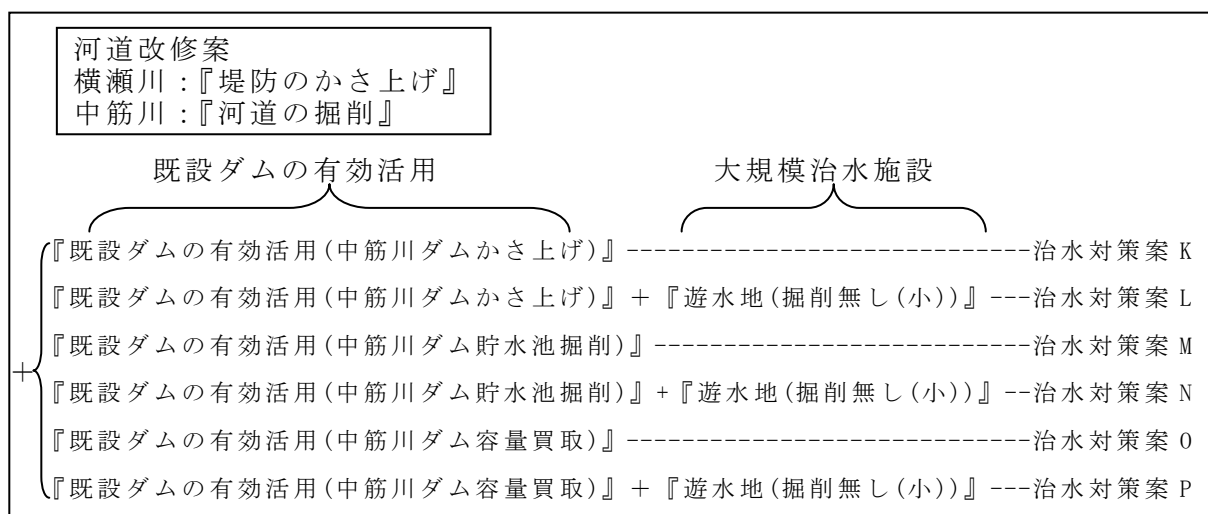 河道改修案
横瀬川:『堤防のかさ上げ』
中筋川:『河道の掘削』
既設ダムの有効活用 大規模治水施設
『既設ダムの有効活用(中筋川ダムかさ上げ)』-----------------------------治水対策案 K
『既設ダムの有効活用(中筋川ダムかさ上げ)』+『遊水地(掘削無し(小))』---治水対策案 L
『既設ダムの有効活用(中筋川ダム貯水池掘削)』---------------------------治水対策案 M
+
『既設ダムの有効活用(中筋川ダム貯水池掘削)』+『遊水地(掘削無し(小))』--治水対策案 N
『既設ダムの有効活用(中筋川ダム容量買取)』-----------------------------治水対策案 O
『既設ダムの有効活用(中筋川ダム容量買取)』+『遊水地(掘削無し(小))』---治水対策案 P